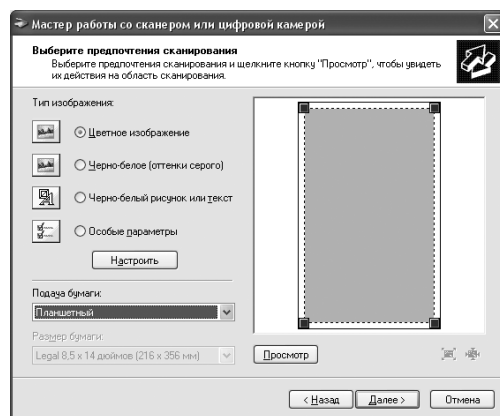 Мастер работы со сканером или цифровой камерой
Выберите предпочтения сканирования
Выберите предпочтения сканирования и щелкните кнопку "Просмотр", чтобы увидеть
их действия на область сканирования.
Тип изображения:
Цветное изображение
Черно-белое (оттенки серого)
Черно-белый рисунок или текст
Особые параметры
Настроить
Подача бумаги:
Планшетный
Размер бумаги:
Legal 8,5 x 14 дюймов (216 x 356 мм)
Просмотр
< Назад
Далее >
Отмена